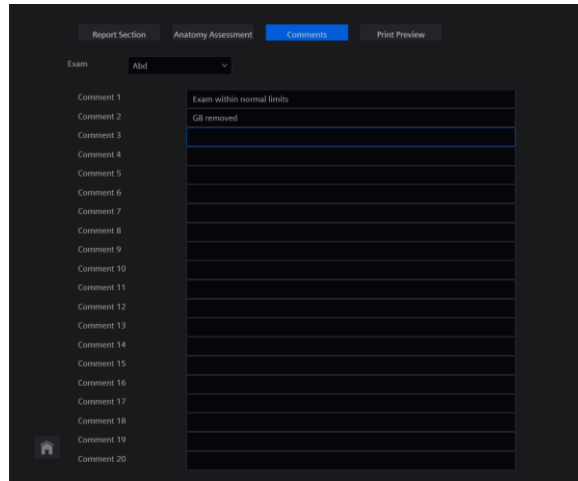 Report Section Anatomy Assessment Comments Print Preview
Exam Abd
Comment 1 Exam within normal limits
Comment 2 GB removed
Comment 3
Comment 4
Comment 5
Comment 6
Comment 7
Comment 8
Comment 9
Comment 10
Comment 11
Comment 12
Comment 13
Comment 14
Comment 15
Comment 16
Comment 17
Comment 18
Comment 19
Comment 20